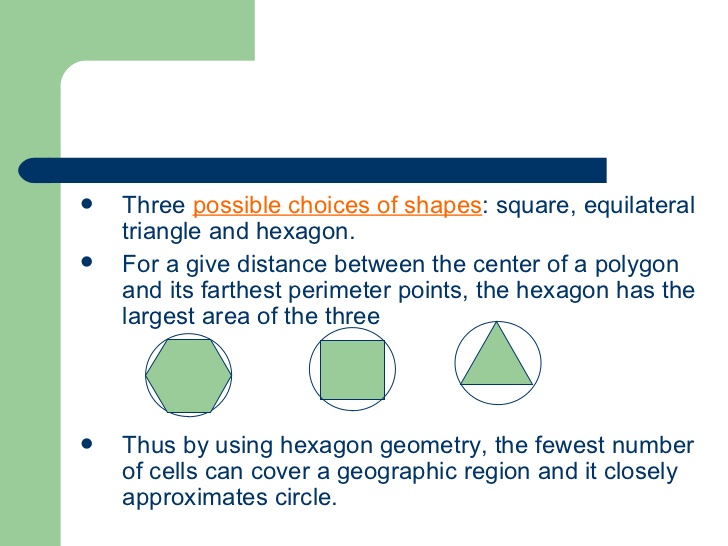 Three possible choices of shapes: square, equilateral
triangle and hexagon.
For a give distance between the center of a polygon
and its farthest perimeter points, the hexagon has the
largest area of the three
Thus by using hexagon geometry, the fewest number
of cells can cover a geographic region and it closely
approximates circle.